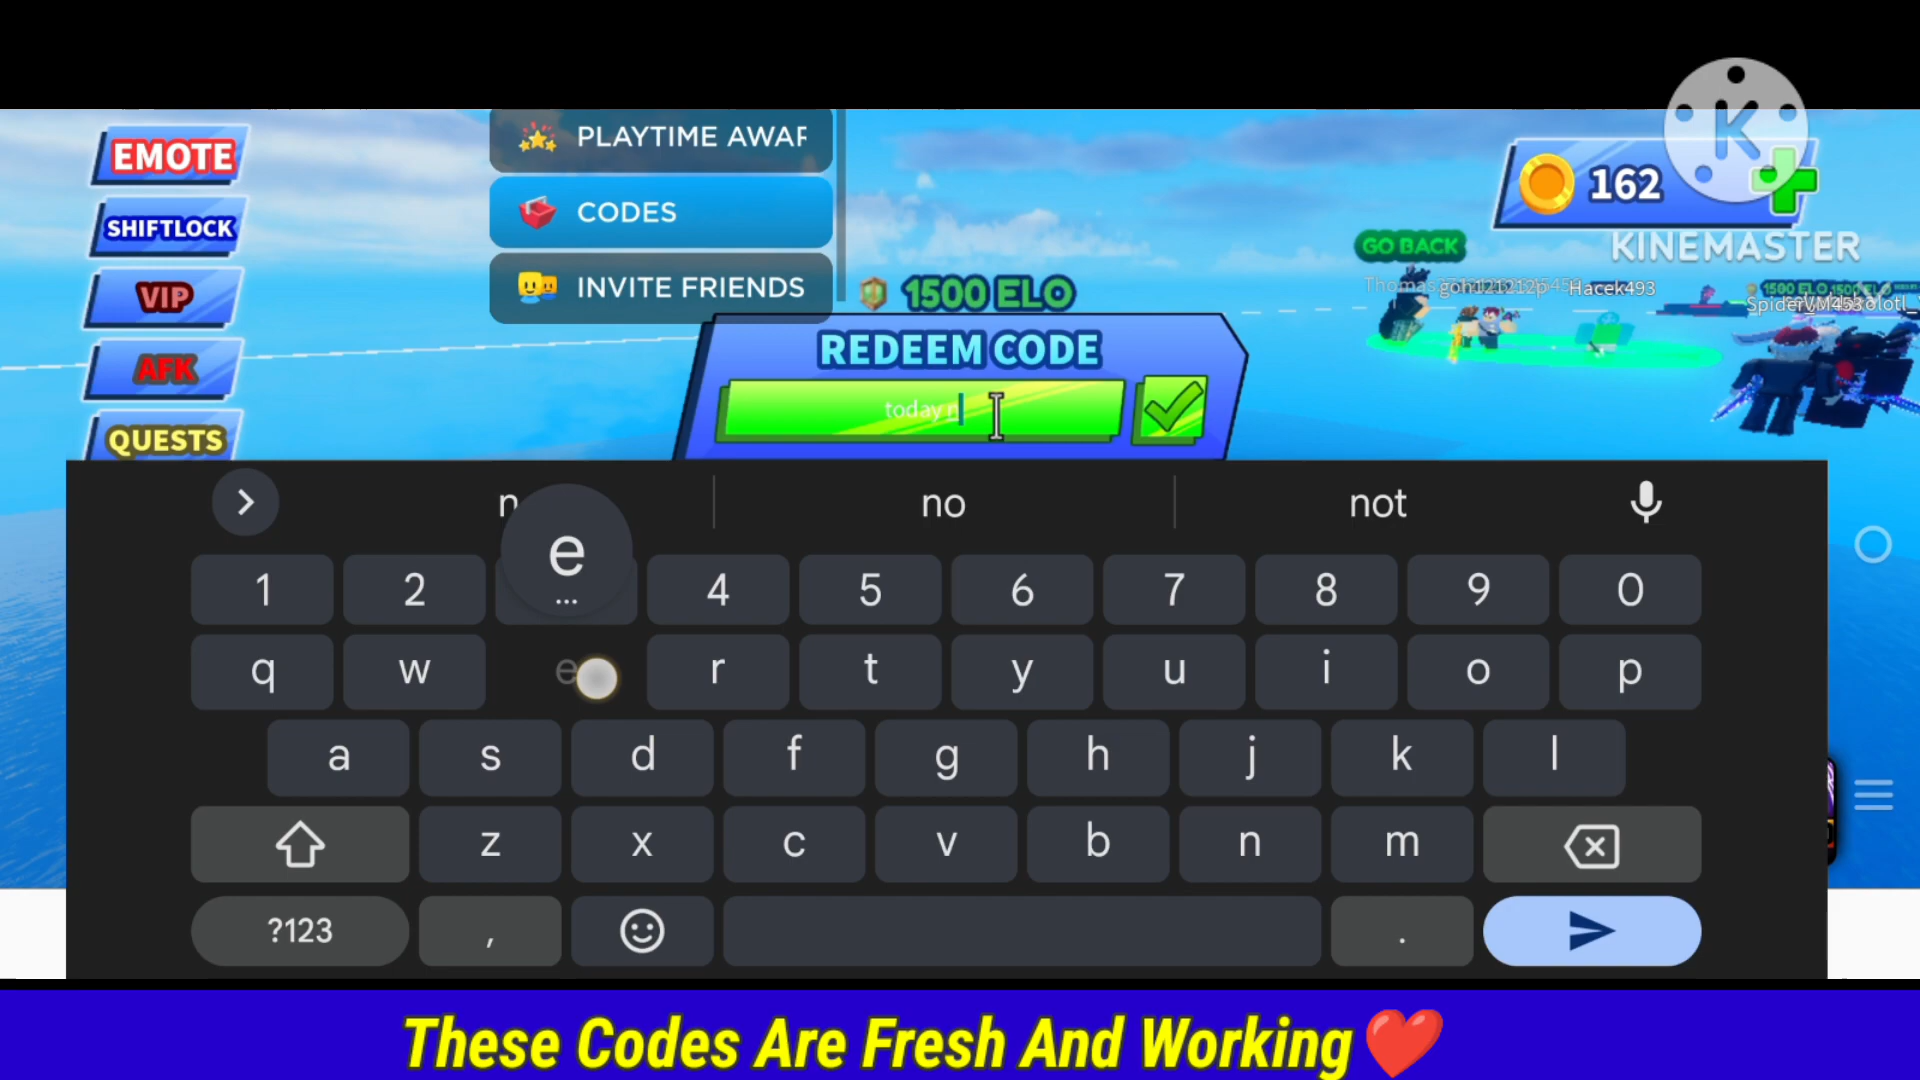 EMOTE
SHIFTLOCK
VIP
AFK
QUESTS
PLAYTIME AWAR
CODES
INVITE FRIENDS
1500 ELO
REDEEM CODE
today n
162
K
KINEMASTER
GO BACK
Hacek493
1500 ELO
n no not
e
...
1 2 4 5 6 7 8 9 0
q w e r t y u i o p
a s d f g h j k l
z x c v b n m
?123 , .
These Codes Are Fresh And Working❤️